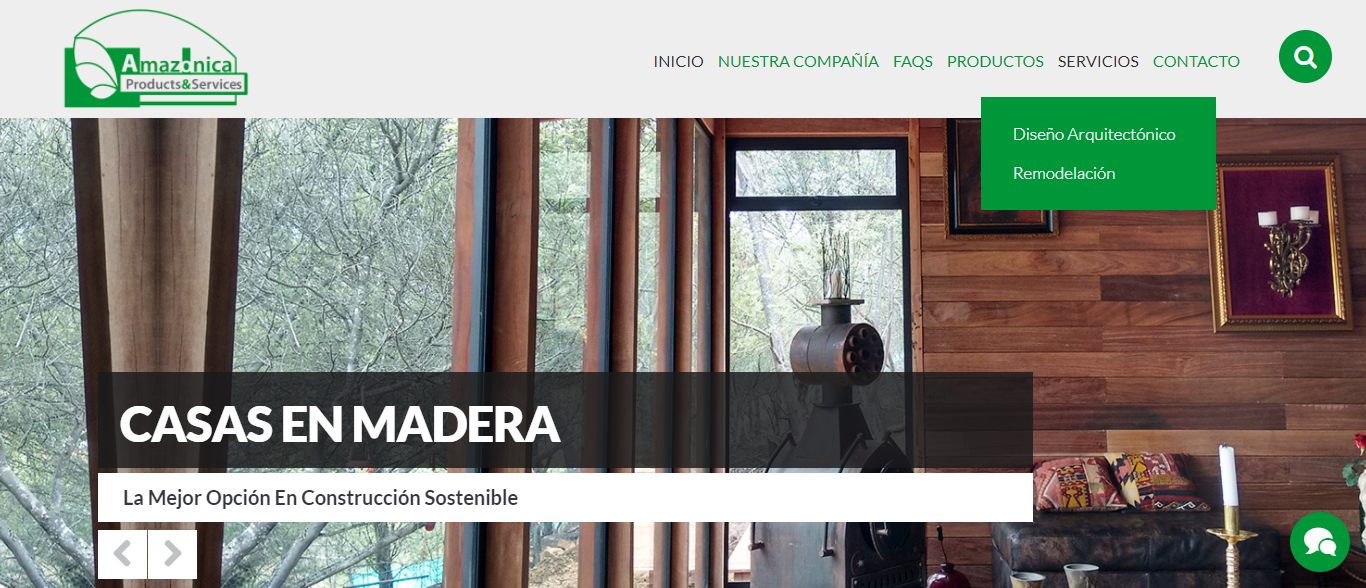 Amazónica
Products&Services
INICIO NUESTRA COMPAÑÍA FAQS PRODUCTOS SERVICIOS CONTACTO
Diseño Arquitectónico
Remodelación
CASAS EN MADERA
La Mejor Opción En Construcción Sostenible